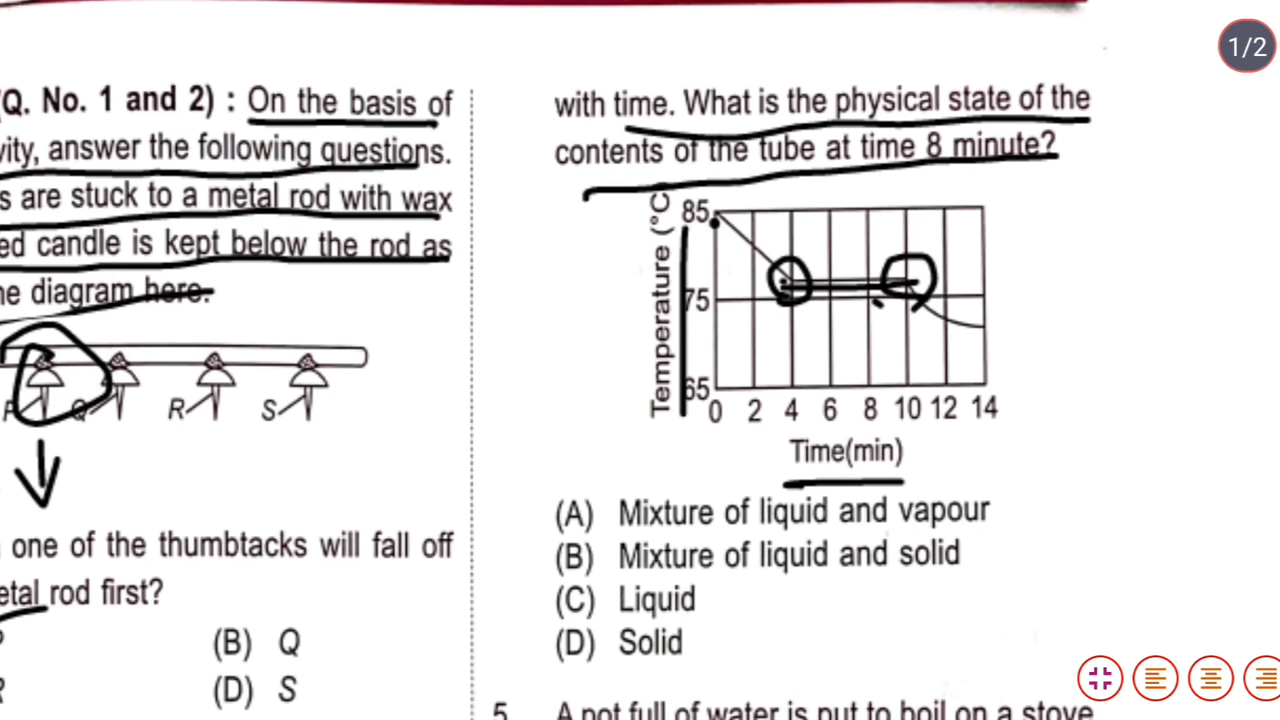 1/2
Q. No. 1 and 2) : On the basis of
vity, answer the following questions.
s are stuck to a metal rod with wax
ed candle is kept below the rod as
ne diagram here.
P Q R S
one of the thumbtacks will fall off
etal rod first?
(B) Q
R
(D) S
with time. What is the physical state of the
contents of the tube at time 8 minute?
Temperature (°C
85
75
65
0 2 4 6 8 10 12 14
Time(min)
(A) Mixture of liquid and vapour
(B) Mixture of liquid and solid
(C) Liquid
(D) Solid
5. A pot full of water is put to boil on a stove